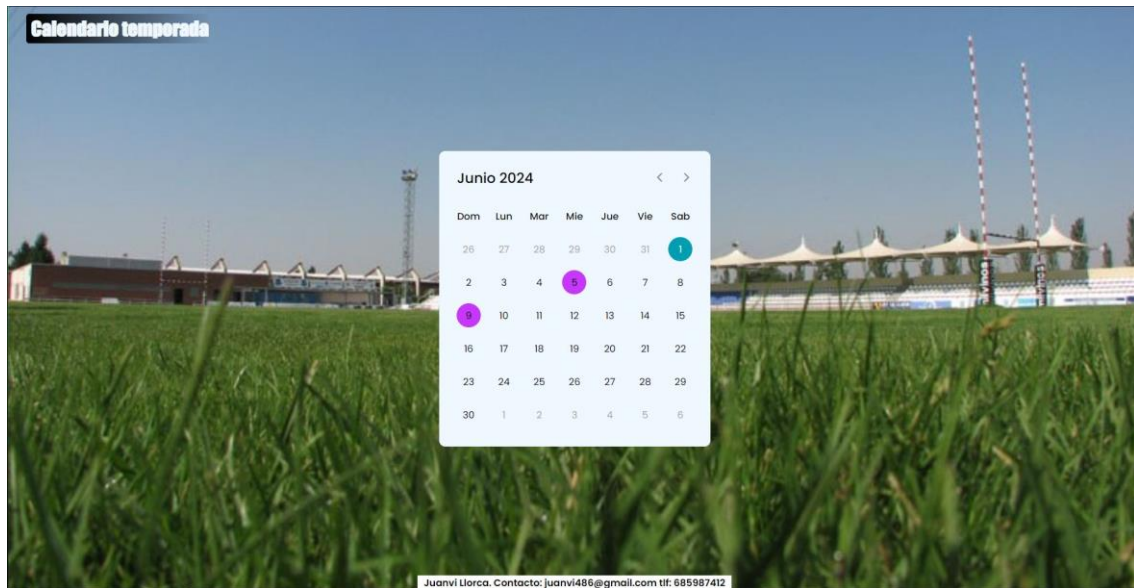 Calendario temporada
Junio 2024 < >
Dom Lun Mar Mie Jue Vie Sab
26 27 28 29 30 31 1
2 3 4 5 6 7 8
9 10 11 12 13 14 15
16 17 18 19 20 21 22
23 24 25 26 27 28 29
30 1 2 3 4 5 6
vinos
vinos
Juanvi Llorca. Contacto: juanvi486@gmail.com tlf: 685987412